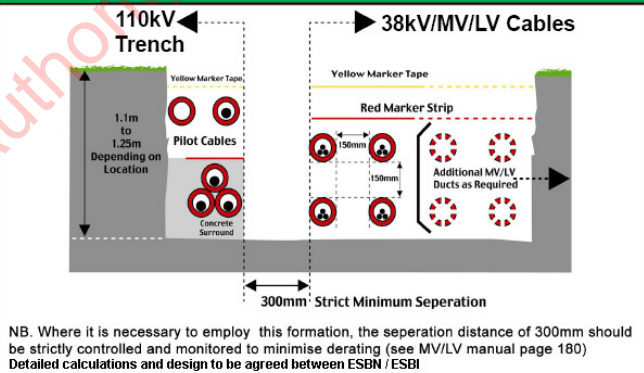 110kV
Trench
38kV/MV/LV Cables
Yellow Marker Tape
Yellow Marker Tape
Red Marker Strip
1.1m
to
1.25m
Depending on
Location
Pilot Cables
150mm
150mm
Additional MV/LV
Ducts as Required
Concrete
Surround
300mm Strict Minimum Seperation
NB. Where it is necessary to employ this formation, the seperation distance of 300mm should
be strictly controlled and monitored to minimise derating (see MV/LV manual page 180)
Detailed calculations and design to be agreed between ESBN / ESBI